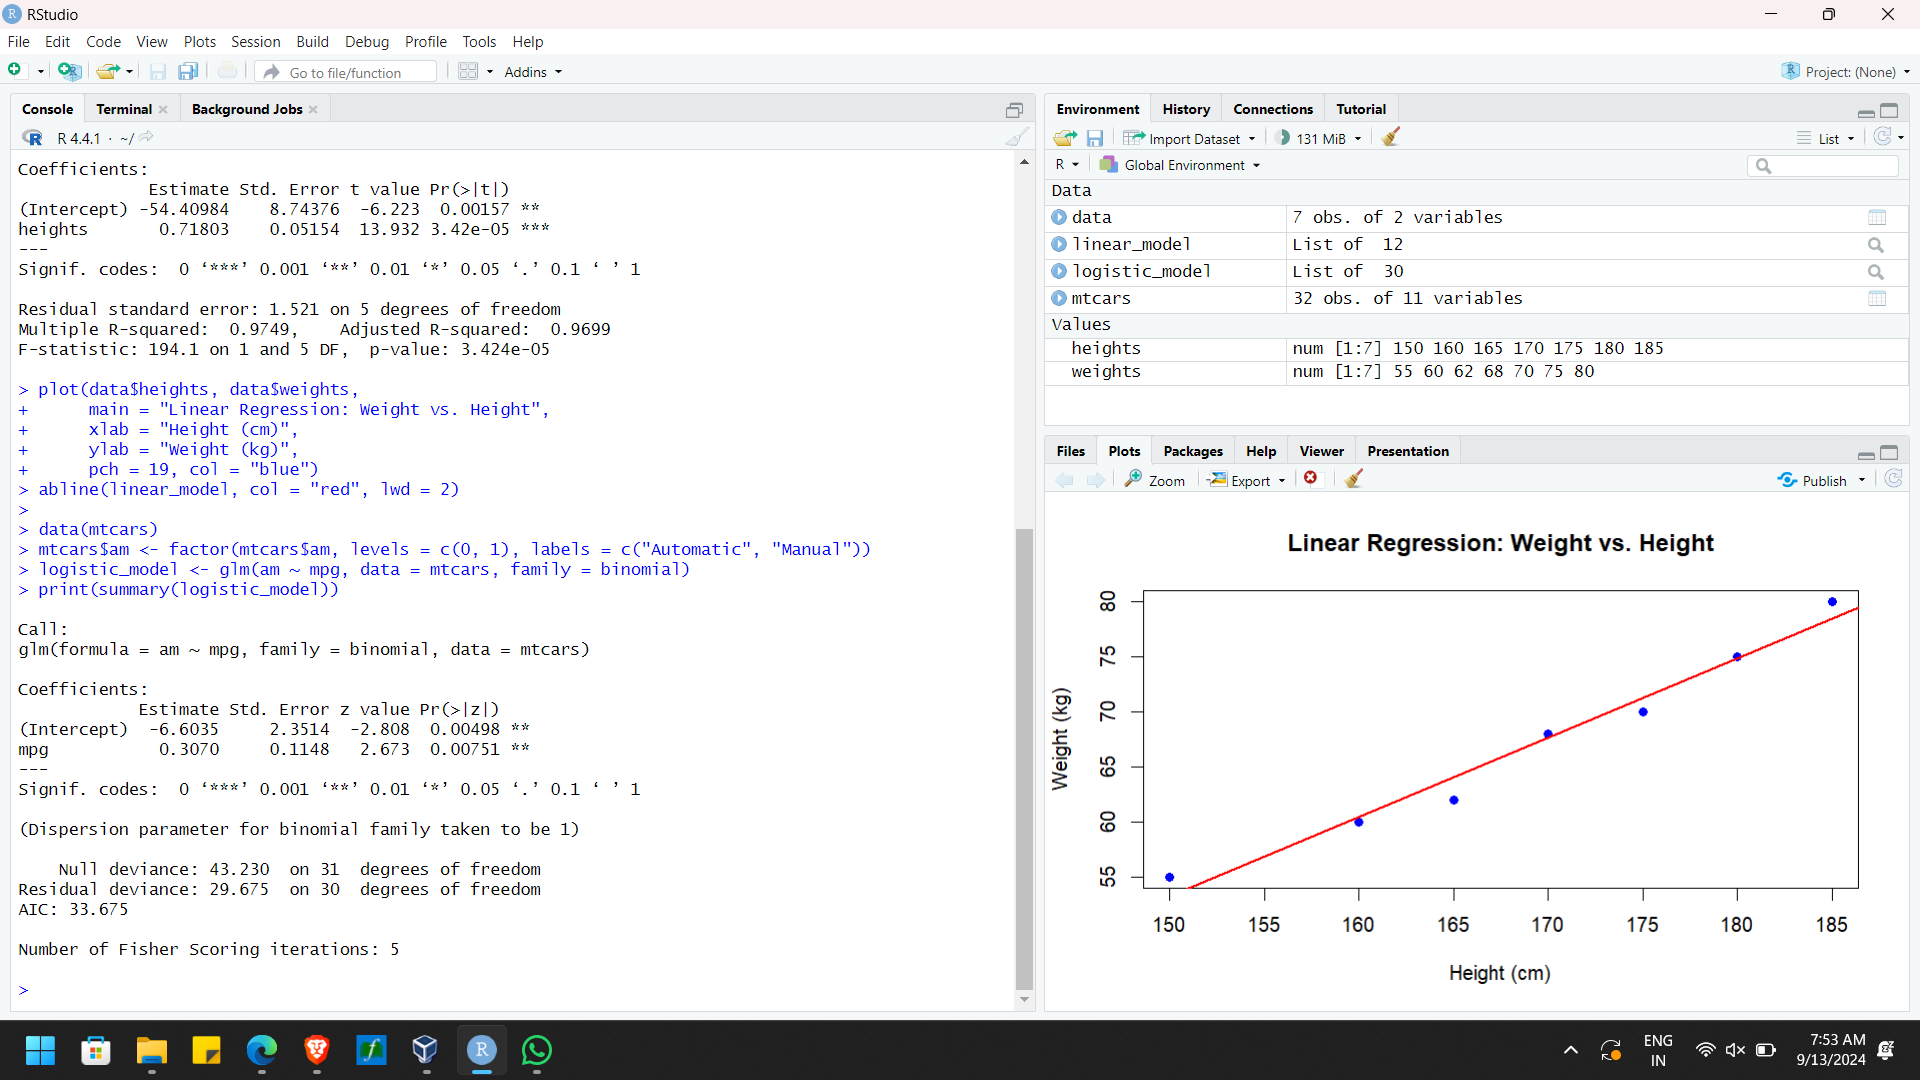 RStudio
File Edit Code View Plots Session Build Debug Profile Tools Help
Go to file/function Addins Project: (None)
Console Terminal Background Jobs
R 4.4.1 · ~/
Coefficients:
Estimate Std. Error t value Pr(>|t|)
(Intercept) -54.40984 8.74376 -6.223 0.00157 **
heights 0.71803 0.05154 13.932 3.42e-05 ***
---
Signif. codes: 0 ‘***’ 0.001 ‘**’ 0.01 ‘*’ 0.05 ‘.’ 0.1 ‘ ’ 1
Residual standard error: 1.521 on 5 degrees of freedom
Multiple R-squared: 0.9749, Adjusted R-squared: 0.9699
F-statistic: 194.1 on 1 and 5 DF, p-value: 3.424e-05
> plot(data$heights, data$weights,
+ main = "Linear Regression: Weight vs. Height",
+ xlab = "Height (cm)",
+ ylab = "Weight (kg)",
+ pch = 19, col = "blue")
> abline(linear_model, col = "red", lwd = 2)
>
> data(mtcars)
> mtcars$am <- factor(mtcars$am, levels = c(0, 1), labels = c("Automatic", "Manual"))
> logistic_model <- glm(am ~ mpg, data = mtcars, family = binomial)
> print(summary(logistic_model))
Call:
glm(formula = am ~ mpg, family = binomial, data = mtcars)
Coefficients:
Estimate Std. Error z value Pr(>|z|)
(Intercept) -6.6035 2.3514 -2.808 0.00498 **
mpg 0.3070 0.1148 2.673 0.00751 **
---
Signif. codes: 0 ‘***’ 0.001 ‘**’ 0.01 ‘*’ 0.05 ‘.’ 0.1 ‘ ’ 1
(Dispersion parameter for binomial family taken to be 1)
Null deviance: 43.230 on 31 degrees of freedom
Residual deviance: 29.675 on 30 degrees of freedom
AIC: 33.675
Number of Fisher Scoring iterations: 5
>
Environment History Connections Tutorial
Import Dataset 131 MiB List
R Global Environment
Data
data 7 obs. of 2 variables
linear_model List of 12
logistic_model List of 30
mtcars 32 obs. of 11 variables
Values
heights num [1:7] 150 160 165 170 175 180 185
weights num [1:7] 55 60 62 68 70 75 80
Files Plots Packages Help Viewer Presentation
Zoom Export Publish
Linear Regression: Weight vs. Height
Weight (kg)
80
75
70
65
60
55
150 155 160 165 170 175 180 185
Height (cm)
ENG
IN
7:53 AM
9/13/2024